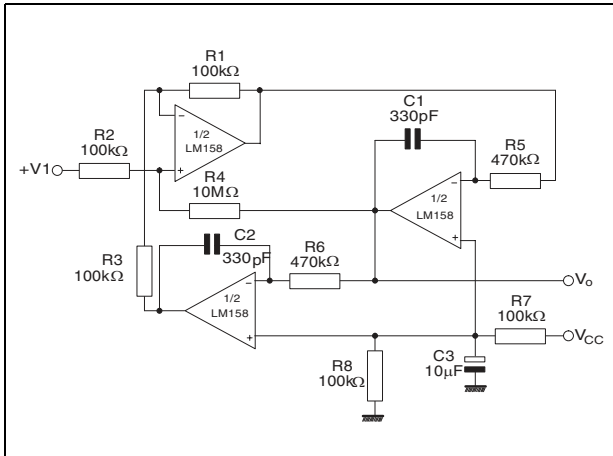 R1
100kΩ
C1
330pF
R2
100kΩ
−
1/2
LM158
+
R5
470kΩ
+V1
R4
10MΩ
−
1/2
LM158
+
C2
330pF
R3
100kΩ
R6
470kΩ
−
1/2
LM158
+
Vo
R7
100kΩ
VCC
R8
100kΩ
C3
10µF